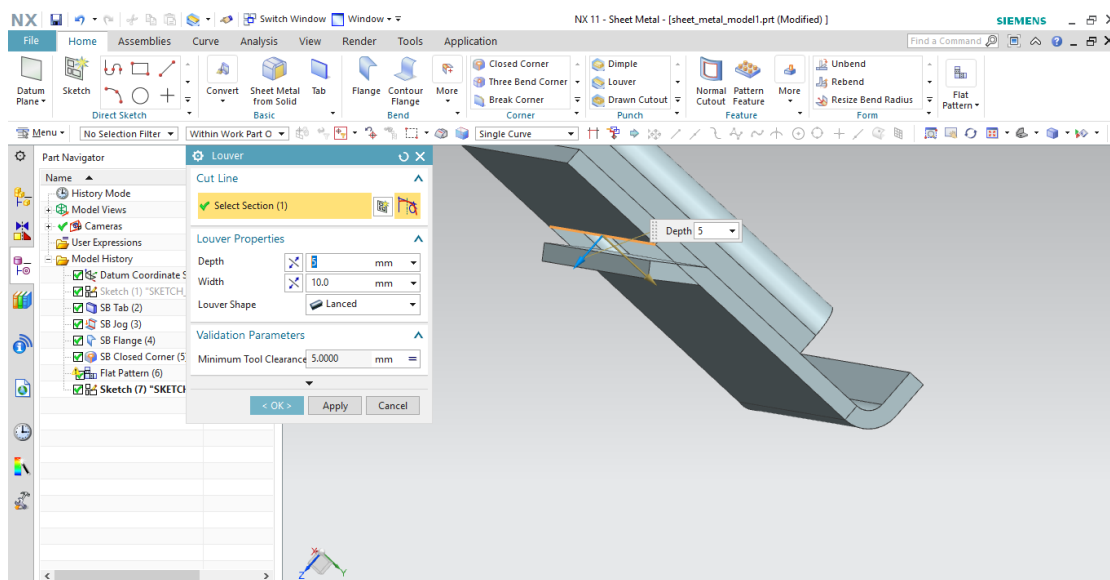 NX Switch Window Window NX 11 - Sheet Metal - [sheet_metal_model1.prt (Modified) ] SIEMENS
File Home Assemblies Curve Analysis View Render Tools Application Find a Command
Datum Plane Sketch Direct Sketch
Convert Sheet Metal from Solid Tab Basic
Flange Contour Flange More Bend
Closed Corner
Three Bend Corner
Break Corner
Corner
Dimple
Louver
Drawn Cutout
Punch
Normal Cutout Pattern Feature More Feature
Unbend
Rebend
Resize Bend Radius
Form
Flat Pattern
Menu No Selection Filter Within Work Part O Single Curve
Part Navigator
Name
History Mode
Model Views
Cameras
User Expressions
Model History
Datum Coordinate S
Sketch (1) "SKETCH_
SB Tab (2)
SB Jog (3)
SB Flange (4)
SB Closed Corner (5
Flat Pattern (6)
Sketch (7) "SKETCH
Louver
Cut Line
Select Section (1)
Louver Properties
Depth 5 mm
Width 10.0 mm
Louver Shape Lanced
Validation Parameters
Minimum Tool Clearance 5.0000 mm =
< OK > Apply Cancel
Depth 5
X
Z Y